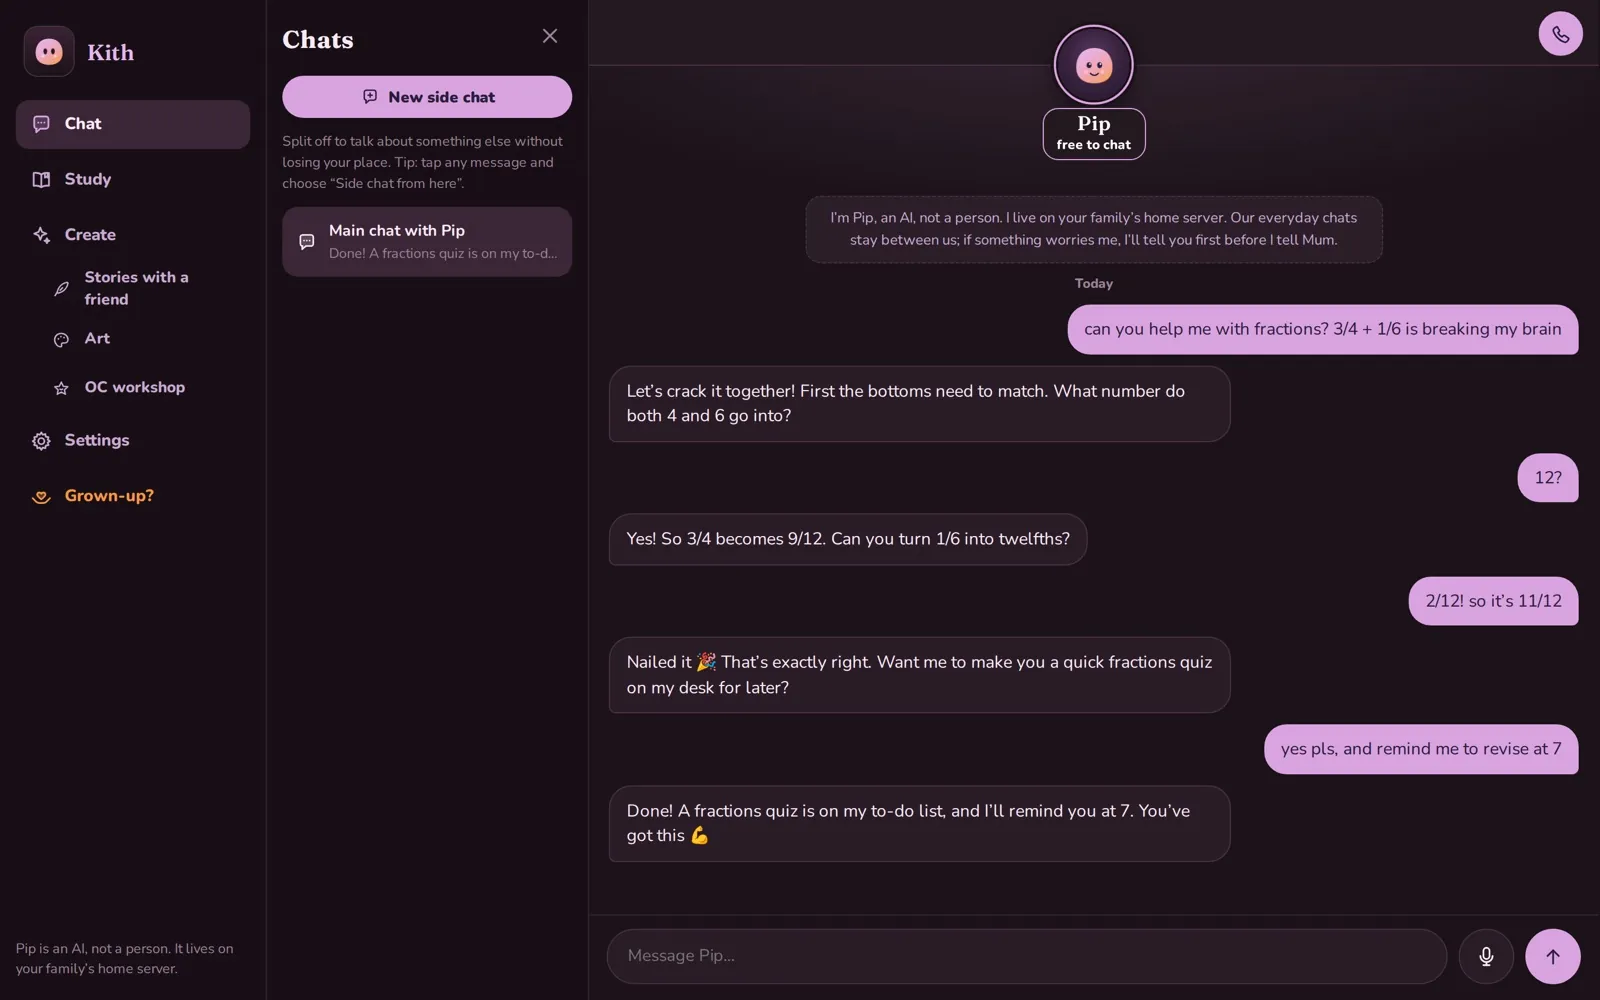 Kith
Chat
Study
Create
Stories with a
friend
Art
OC workshop
Settings
Grown-up?
Pip is an AI, not a person. It lives on
your family's home server.
Chats
New side chat
Split off to talk about something else without
losing your place. Tip: tap any message and
choose “Side chat from here”.
Main chat with Pip
Done! A fractions quiz is on my to-d...
Pip
free to chat
I'm Pip, an AI, not a person. I live on your family's home server. Our everyday chats
stay between us; if something worries me, I'll tell you first before I tell Mum.
Today
can you help me with fractions? 3/4 + 1/6 is breaking my brain
Let's crack it together! First the bottoms need to match. What number do
both 4 and 6 go into?
12?
Yes! So 3/4 becomes 9/12. Can you turn 1/6 into twelfths?
2/12! so it's 11/12
Nailed it 🎉 That's exactly right. Want me to make you a quick fractions quiz
on my desk for later?
yes pls, and remind me to revise at 7
Done! A fractions quiz is on my to-do list, and I'll remind you at 7. You've
got this 💪
Message Pip...